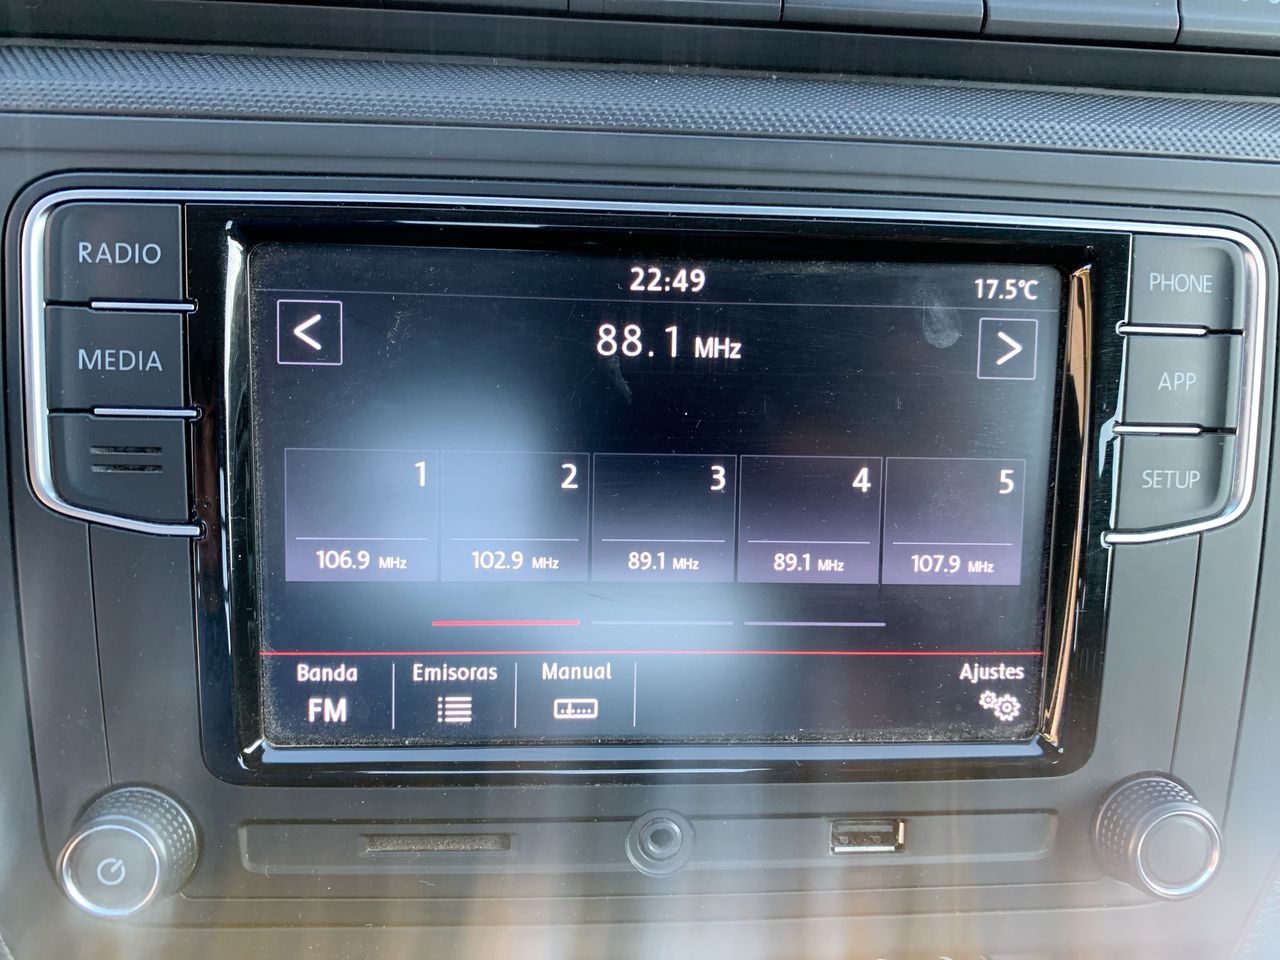 RADIO
MEDIA
PHONE
APP
SETUP
22:49
17.5°C
<
88.1 MHz
>
1
2
3
4
5
106.9 MHz
102.9 MHz
89.1 MHz
89.1 MHz
107.9 MHz
Banda
FM
Emisoras
Manual
Ajustes